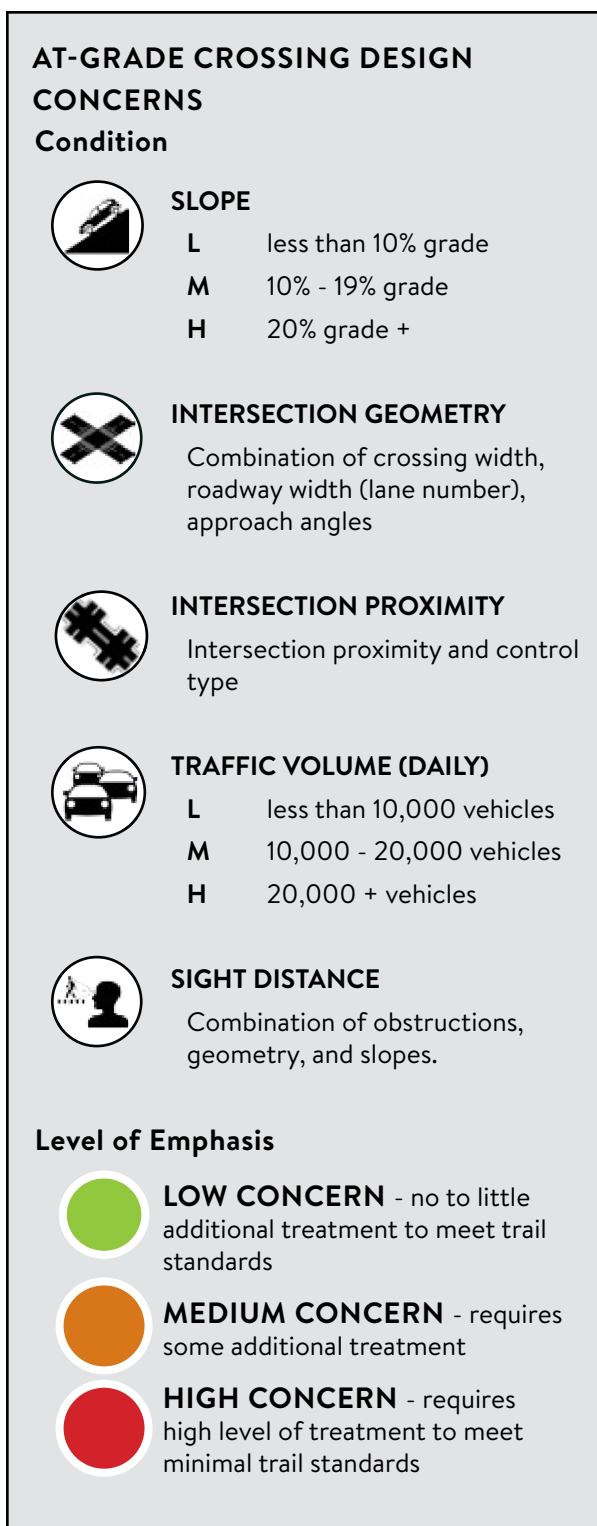 AT-GRADE CROSSING DESIGN
CONCERNS
Condition
SLOPE
L less than 10% grade
M 10% - 19% grade
H 20% grade +
INTERSECTION GEOMETRY
Combination of crossing width,
roadway width (lane number),
approach angles
INTERSECTION PROXIMITY
Intersection proximity and control
type
TRAFFIC VOLUME (DAILY)
L less than 10,000 vehicles
M 10,000 - 20,000 vehicles
H 20,000 + vehicles
SIGHT DISTANCE
Combination of obstructions,
geometry, and slopes.
Level of Emphasis
LOW CONCERN - no to little
additional treatment to meet trail
standards
MEDIUM CONCERN - requires
some additional treatment
HIGH CONCERN - requires
high level of treatment to meet
minimal trail standards